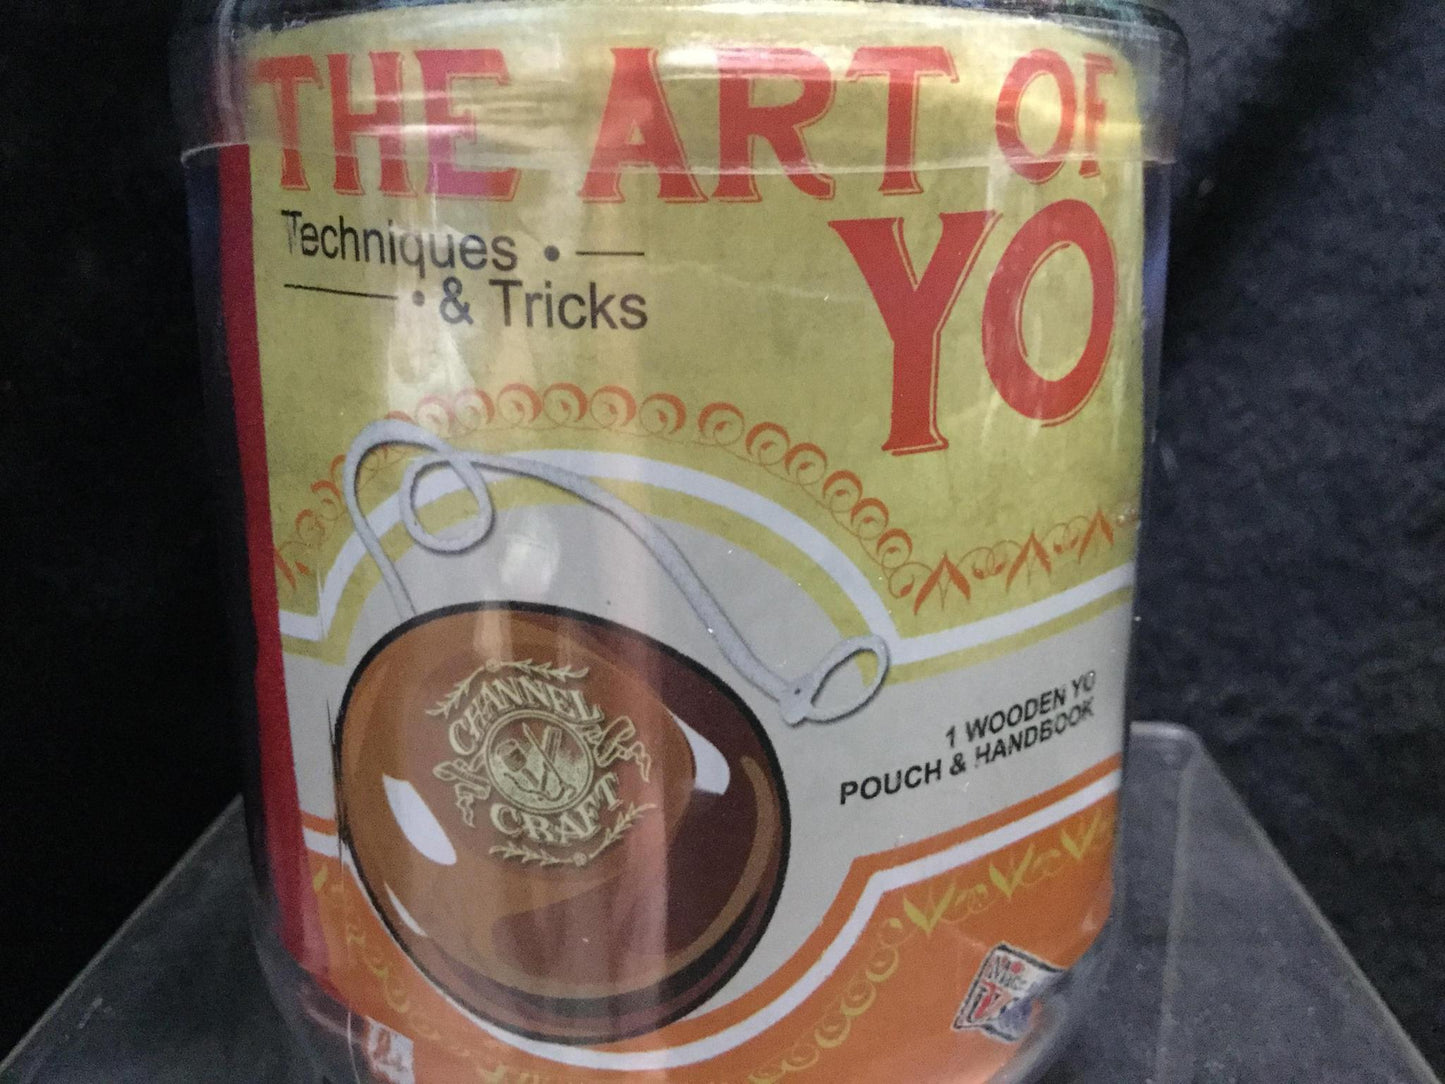 THE ART OF
YO
Techniques
& Tricks
CHANNEL
CRAFT
1 WOODEN YO
POUCH & HANDBOOK